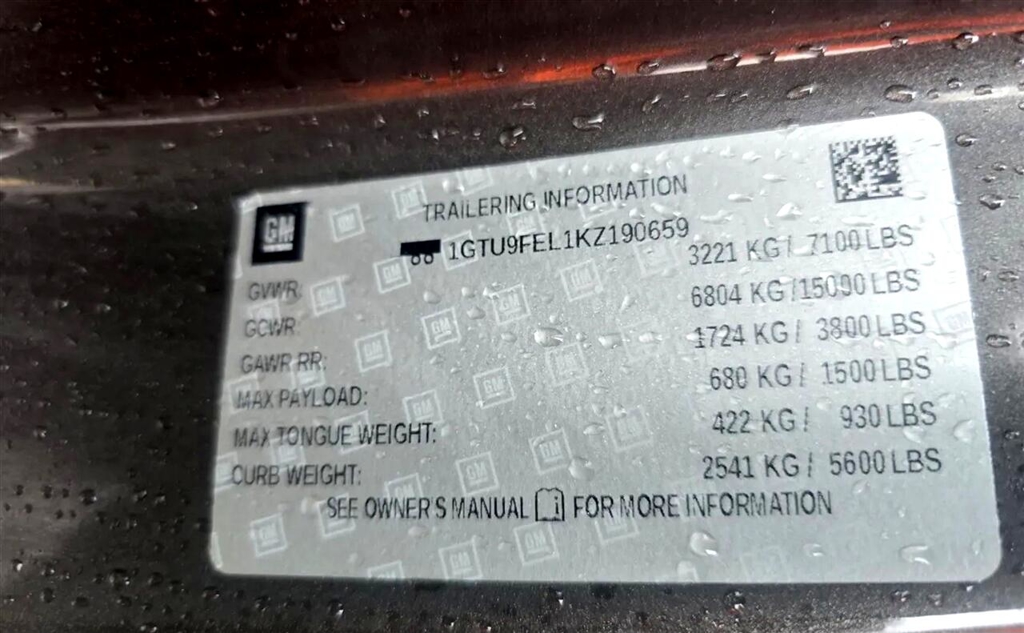 GM
TRAILERING INFORMATION
1GTU9FEL1KZ190659
GVWR: 3221 KG/ 7100 LBS
GCWR: 6804 KG/15000 LBS
GAWR RR: 1724 KG/ 3800 LBS
MAX PAYLOAD: 680 KG/ 1500 LBS
MAX TONGUE WEIGHT: 422 KG/ 930 LBS
CURB WEIGHT: 2541 KG/ 5600 LBS
SEE OWNER'S MANUAL FOR MORE INFORMATION